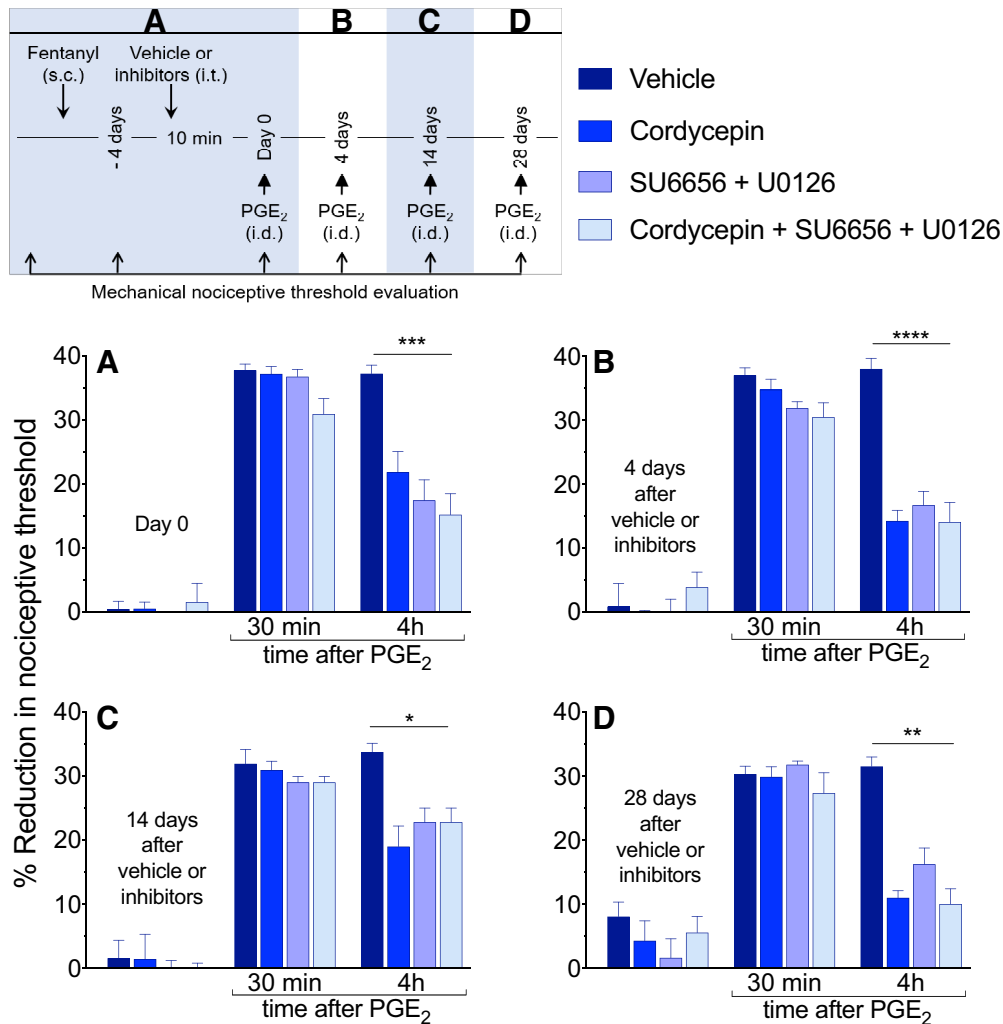 A B C D
Fentanyl
(s.c.)
Vehicle or
inhibitors (i.t.)
- 4 days
10 min
Day 0
4 days
14 days
28 days
PGE2
(i.d.)
PGE2
(i.d.)
PGE2
(i.d.)
PGE2
(i.d.)
Mechanical nociceptive threshold evaluation
Vehicle
Cordycepin
SU6656 + U0126
Cordycepin + SU6656 + U0126
% Reduction in nociceptive threshold
A
40
30
20
10
0
Day 0
***
30 min 4h
time after PGE2
B
40
30
20
10
0
4 days
after
vehicle or
inhibitors
****
30 min 4h
time after PGE2
C
40
30
20
10
0
14 days
after
vehicle or
inhibitors
*
30 min 4h
time after PGE2
D
40
30
20
10
0
28 days
after
vehicle or
inhibitors
**
30 min 4h
time after PGE2